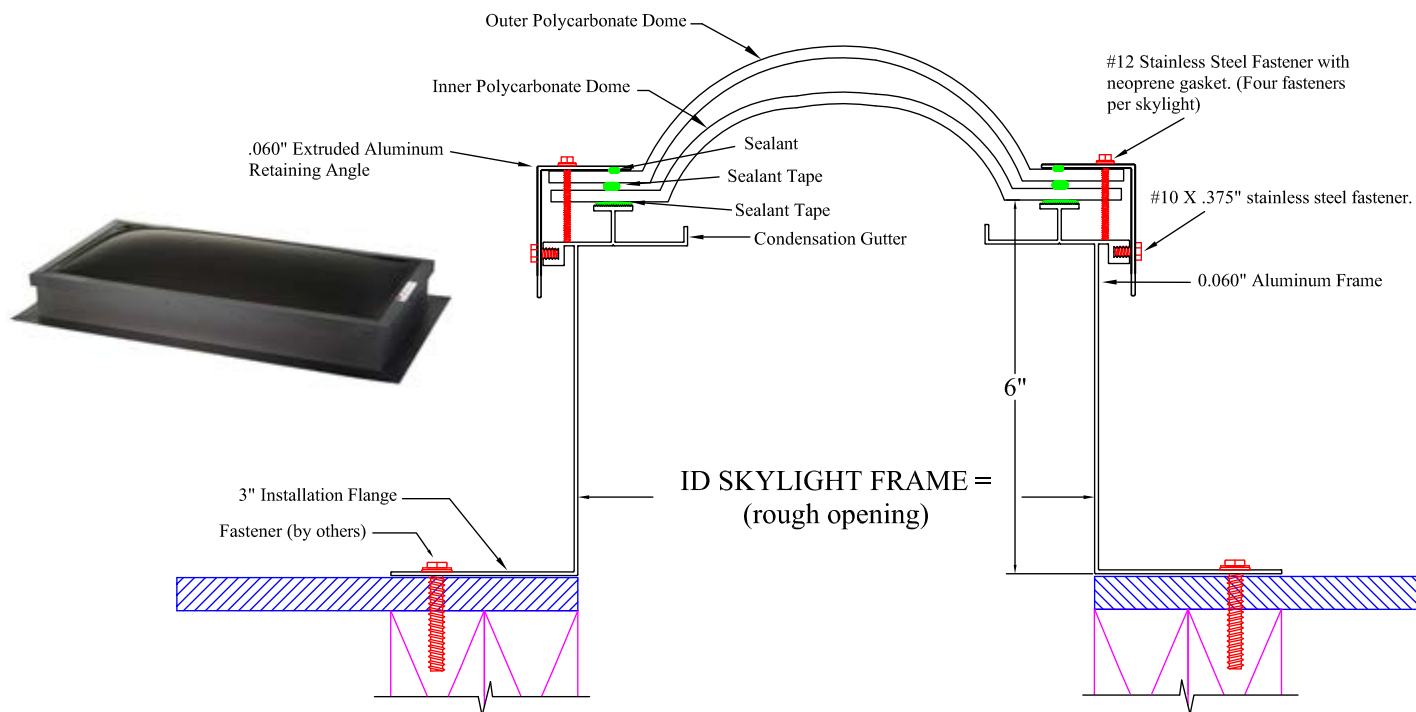 Outer Polycarbonate Dome
Inner Polycarbonate Dome
#12 Stainless Steel Fastener with
neoprene gasket. (Four fasteners
per skylight)
.060" Extruded Aluminum
Retaining Angle
Sealant
Sealant Tape
Sealant Tape
#10 X .375" stainless steel fastener.
Condensation Gutter
0.060" Aluminum Frame
6"
ID SKYLIGHT FRAME =
(rough opening)
3" Installation Flange
Fastener (by others)